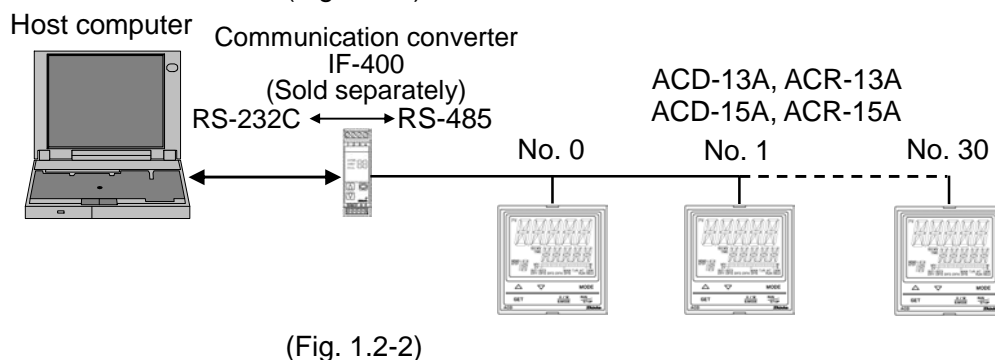 Host computer
Communication converter
IF-400
(Sold separately)
RS-232C
RS-485
ACD-13A, ACR-13A
ACD-15A, ACR-15A
No. 0
No. 1
No. 30
MODE
SET
MODE
SET
MODE
SET
(Fig. 1.2-2)